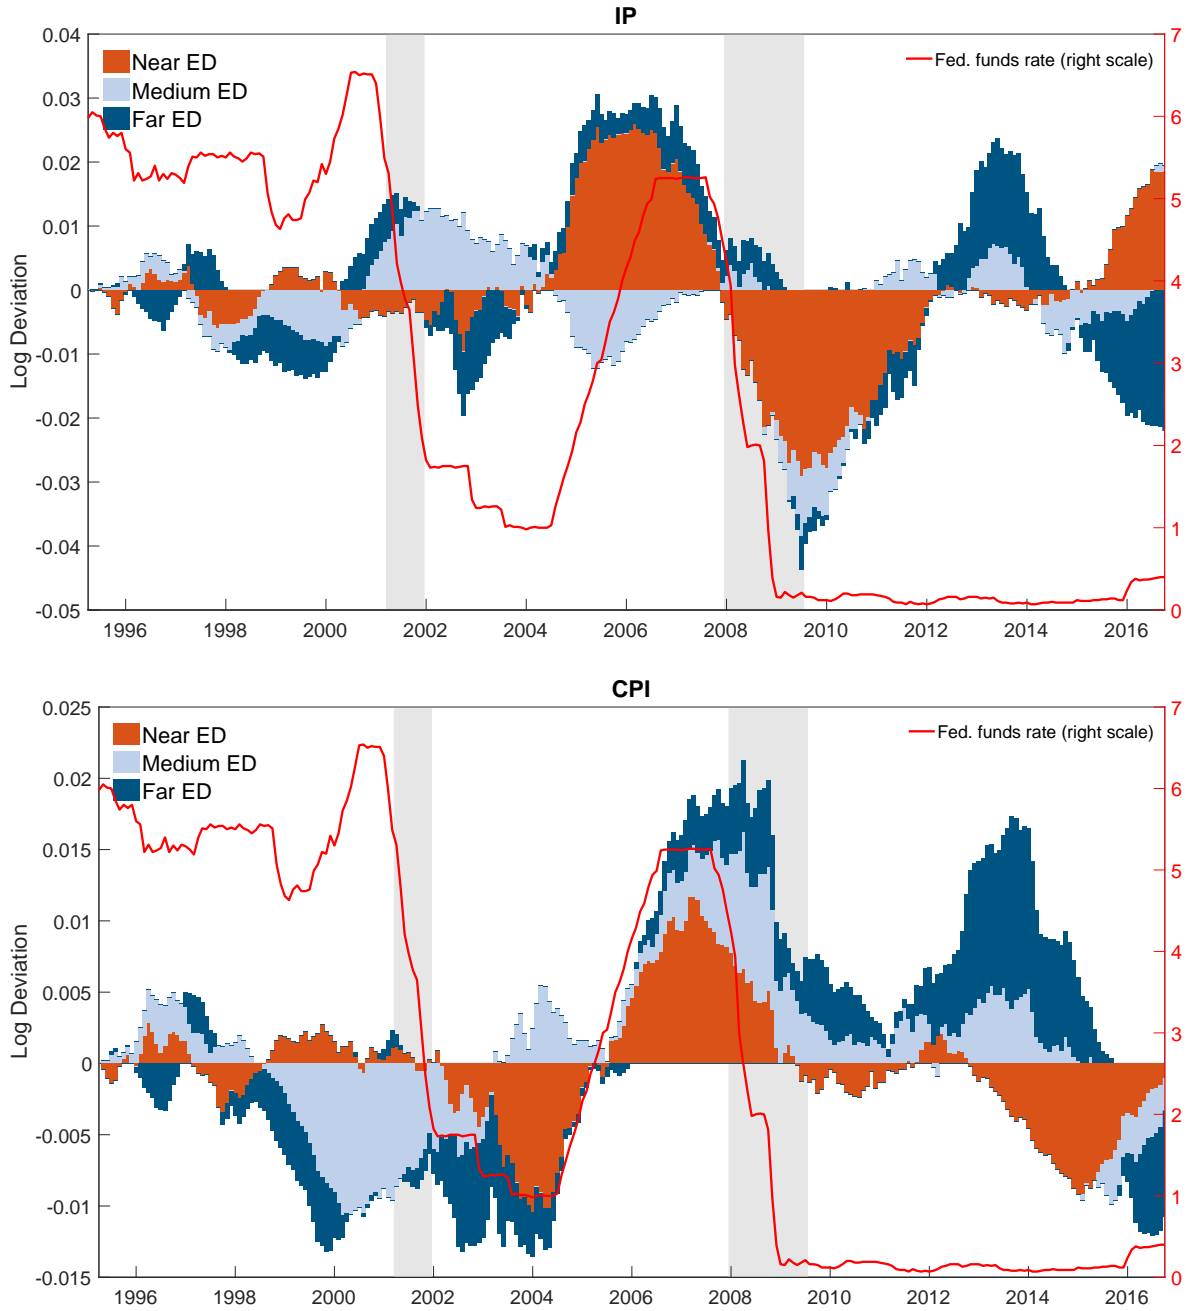 IP
0.04
0.03
0.02
0.01
0
-0.01
-0.02
-0.03
-0.04
-0.05
Log Deviation
Near ED
Medium ED
Far ED
Fed. funds rate (right scale)
7
6
5
4
3
2
1
0
1996 1998 2000 2002 2004 2006 2008 2010 2012 2014 2016
CPI
0.025
0.02
0.015
0.01
0.005
0
-0.005
-0.01
-0.015
Log Deviation
Near ED
Medium ED
Far ED
Fed. funds rate (right scale)
7
6
5
4
3
2
1
0
1996 1998 2000 2002 2004 2006 2008 2010 2012 2014 2016